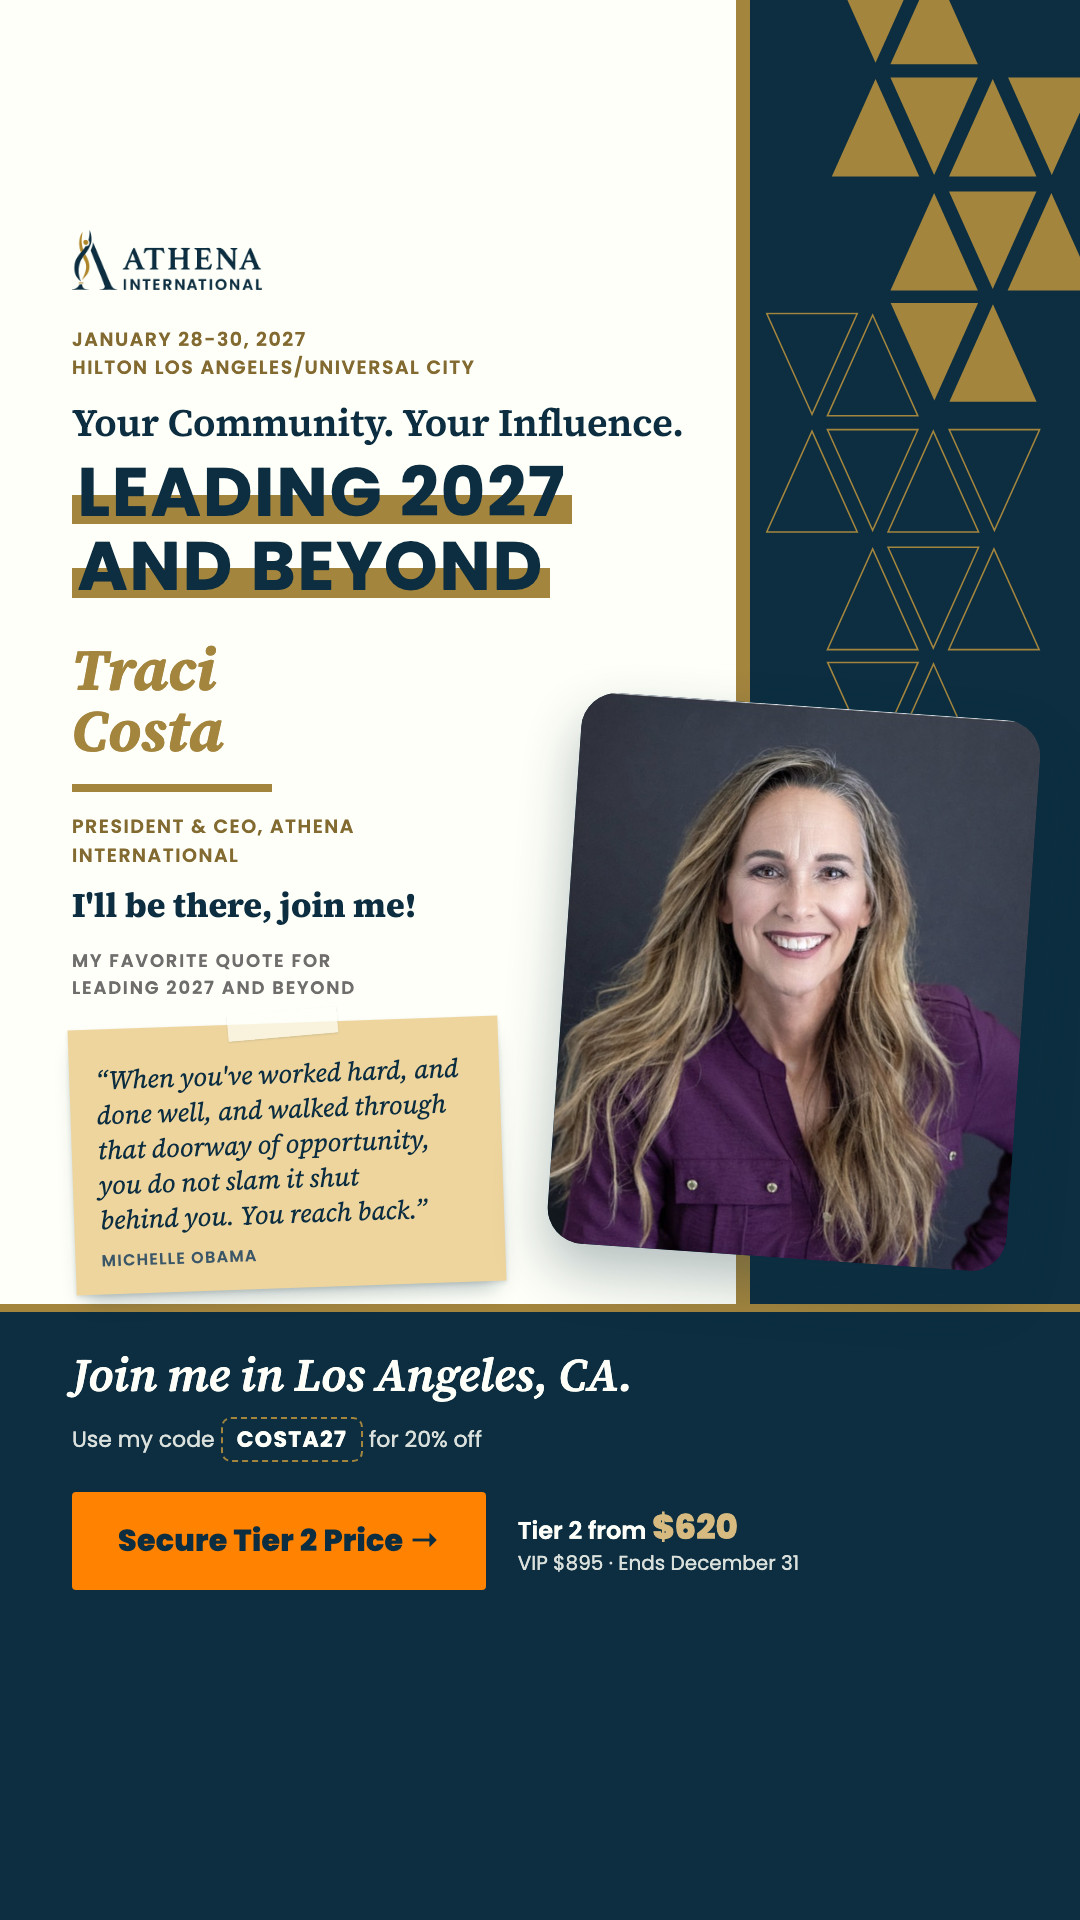 ATHENA
INTERNATIONAL
JANUARY 28-30, 2027
HILTON LOS ANGELES/UNIVERSAL CITY
Your Community. Your Influence.
LEADING 2027
AND BEYOND
Traci
Costa
PRESIDENT & CEO, ATHENA
INTERNATIONAL
I'll be there, join me!
MY FAVORITE QUOTE FOR
LEADING 2027 AND BEYOND
“When you've worked hard, and
done well, and walked through
that doorway of opportunity,
you do not slam it shut
behind you. You reach back.”
MICHELLE OBAMA
Join me in Los Angeles, CA.
Use my code COSTA27 for 20% off
Secure Tier 2 Price →
Tier 2 from $620
VIP $895 · Ends December 31